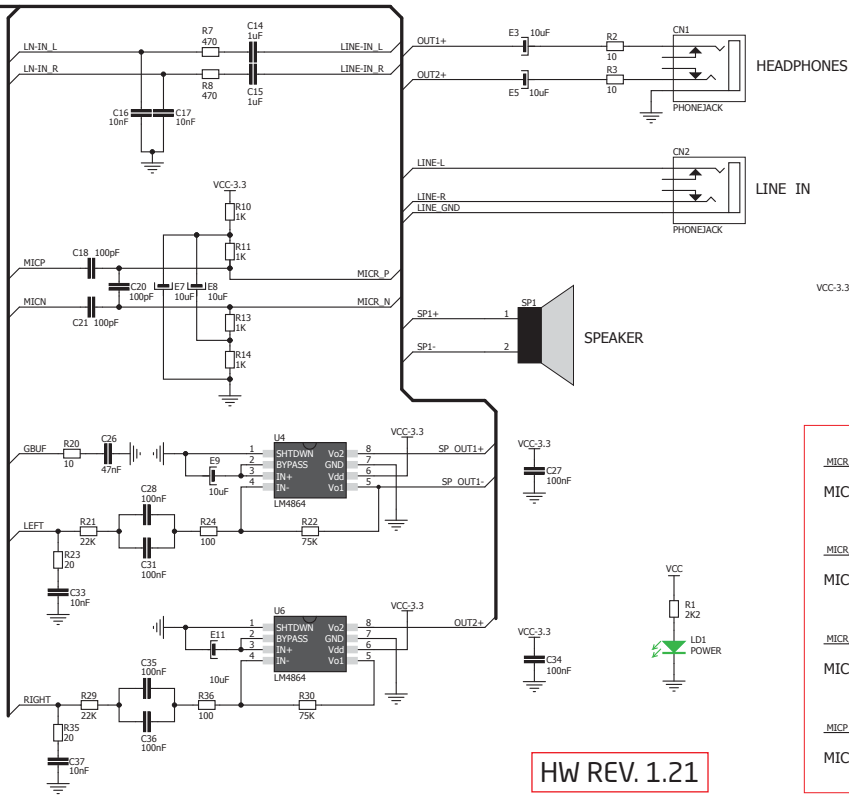 LN-IN_L
R7
470
C14
1uF
LINE-IN_L
LN-IN_R
R8
470
C15
1uF
LINE-IN_R
C16
10nF
C17
10nF
OUT1+
E3 10uF
R2
10
CN1
OUT2+
E5 10uF
R3
10
PHONEJACK
HEADPHONES
LINE-L
LINE-R
LINE_GND
CN2
PHONEJACK
LINE IN
VCC-3.3
R10
1K
R11
1K
MICP
C18 100pF
MICR_P
C20
100pF
E7
10uF
E8
10uF
MICN
C21 100pF
MICR_N
R13
1K
R14
1K
SP1+
1
SP1-
2
SP1
SPEAKER
VCC-3.3
GBUF
R20
10
C26
47nF
E9
10uF
U4
1 SHTDWN Vo2 8
2 BYPASS GND 7
3 IN+ Vdd 6
4 IN- Vo1 5
LM4864
VCC-3.3
SP OUT1+
SP OUT1-
VCC-3.3
C27
100nF
LEFT
R21
22K
C28
100nF
C31
100nF
R24
100
R22
75K
R23
20
C33
10nF
E11
10uF
U6
1 SHTDWN Vo2 8
2 BYPASS GND 7
3 IN+ Vdd 6
4 IN- Vo1 5
LM4864
VCC-3.3
OUT2+
VCC-3.3
C34
100nF
RIGHT
R29
22K
C35
100nF
C36
100nF
R36
100
R30
75K
R35
20
C37
10nF
VCC
R1
2K2
LD1
POWER
MICR
MIC
MICR
MIC
MICR
MIC
MICP
MIC
HW REV. 1.21